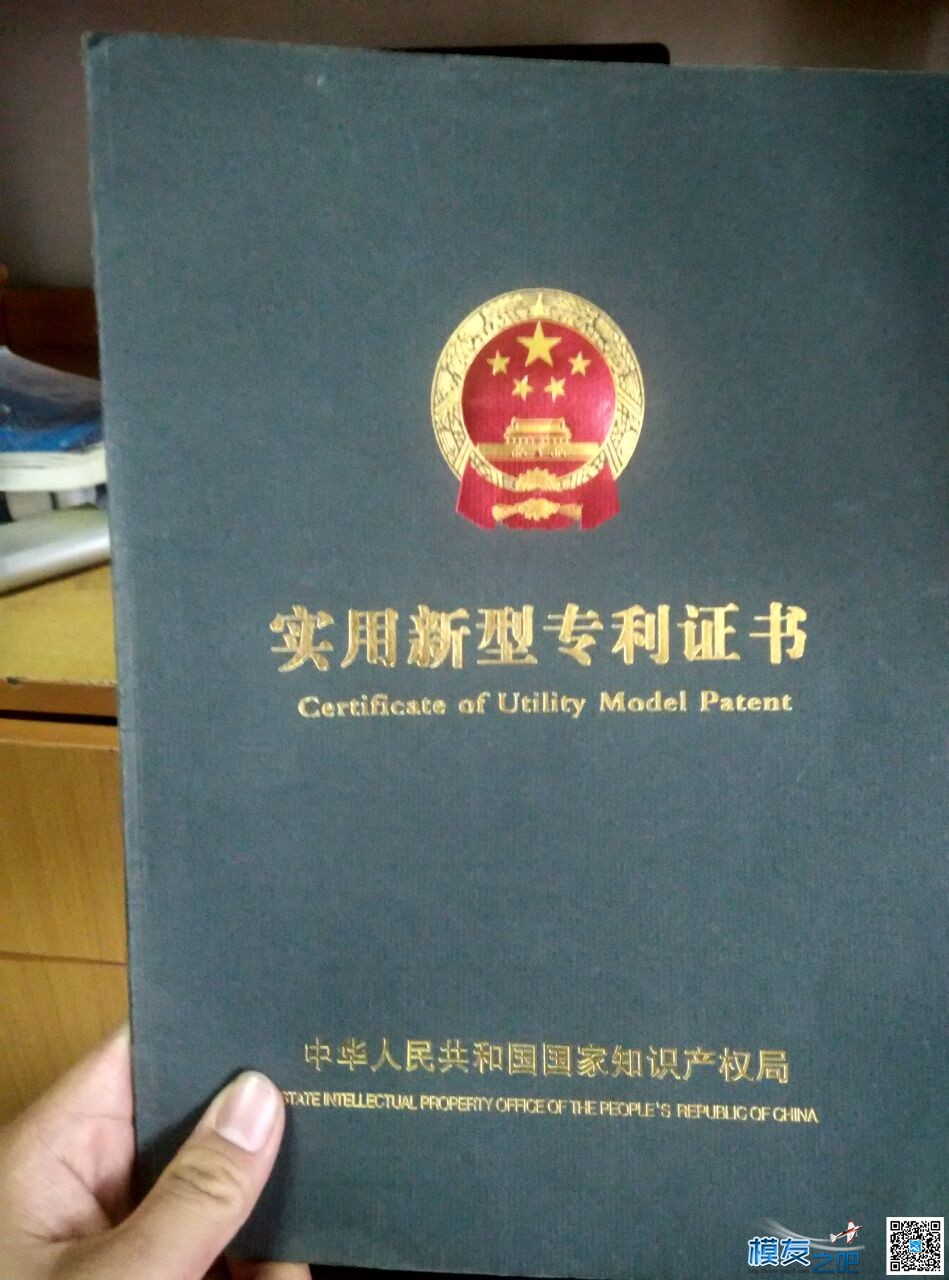 实用新型专利证书
Certificate of Utility Model Patent
中华人民共和国国家知识产权局
STATE INTELLECTUAL PROPERTY OFFICE OF THE PEOPLE'S REPUBLIC OF CHINA
模友之吧